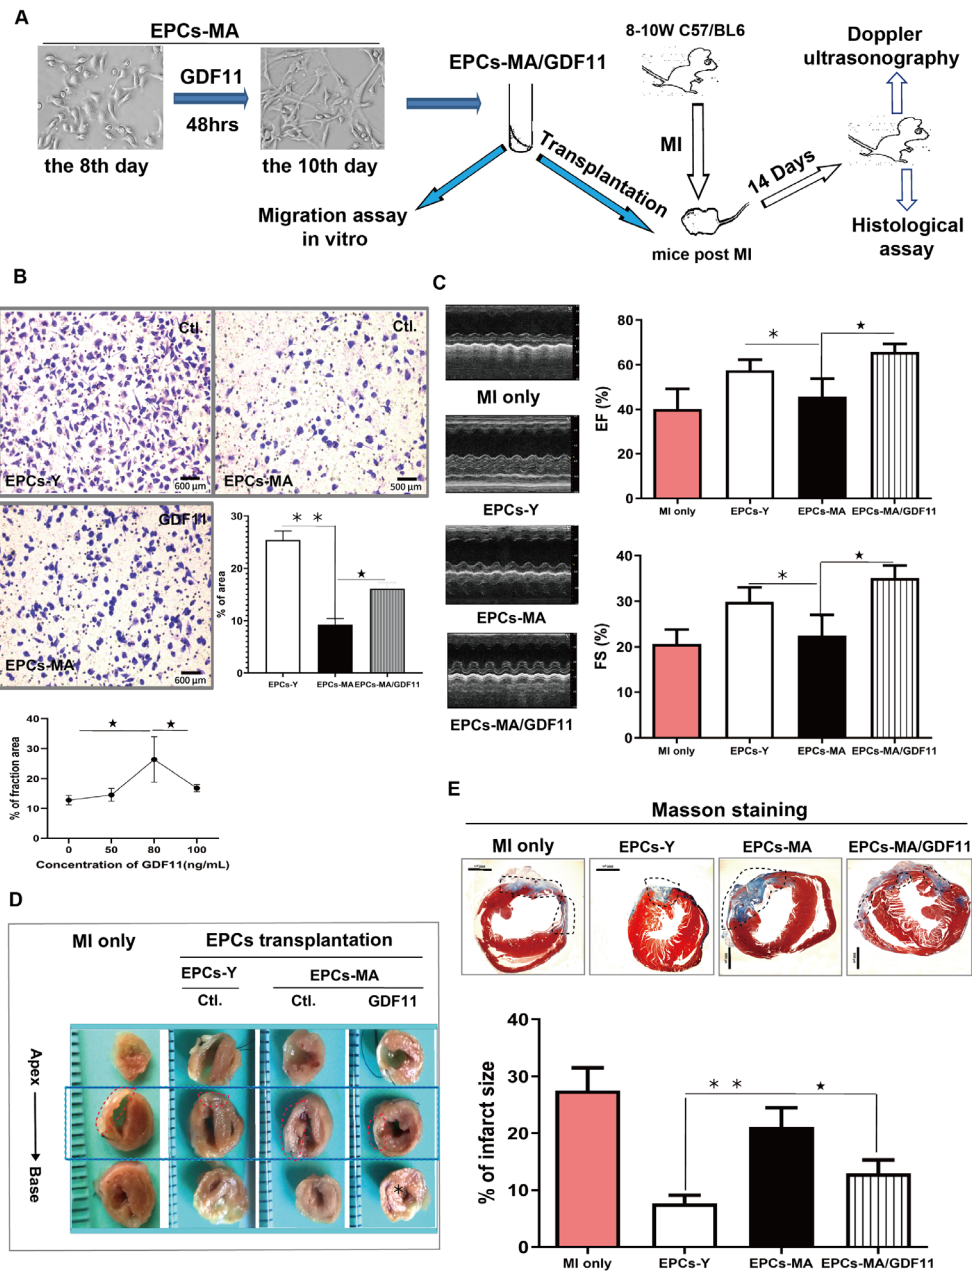 A
EPCs-MA
GDF11
48hrs
the 8th day
the 10th day
EPCs-MA/GDF11
Migration assay
in vitro
Transplantation
8-10W C57/BL6
MI
mice post MI
14 Days
Doppler
ultrasonography
Histological
assay
B
Ctl.
EPCs-Y
600 μm
Ctl.
EPCs-MA
500 μm
GDF11
EPCs-MA
600 μm
% of area
30
20
10
0
* *
★
EPCs-Y
EPCs-MA
EPCs-MA/GDF11
% of fraction area
40
30
20
10
0
★
★
0
50
80
100
Concentration of GDF11(ng/mL)
C
MI only
EPCs-Y
EPCs-MA
EPCs-MA/GDF11
EF (%)
80
60
40
20
0
*
★
MI only
EPCs-Y
EPCs-MA
EPCs-MA/GDF11
FS (%)
40
30
20
10
0
*
★
MI only
EPCs-Y
EPCs-MA
EPCs-MA/GDF11
D
MI only
EPCs transplantation
EPCs-Y
EPCs-MA
Ctl.
Ctl.
GDF11
Apex
Base
*
E
Masson staining
MI only
EPCs-Y
EPCs-MA
EPCs-MA/GDF11
% of infarct size
40
30
20
10
0
* *
★
MI only
EPCs-Y
EPCs-MA
EPCs-MA/GDF11